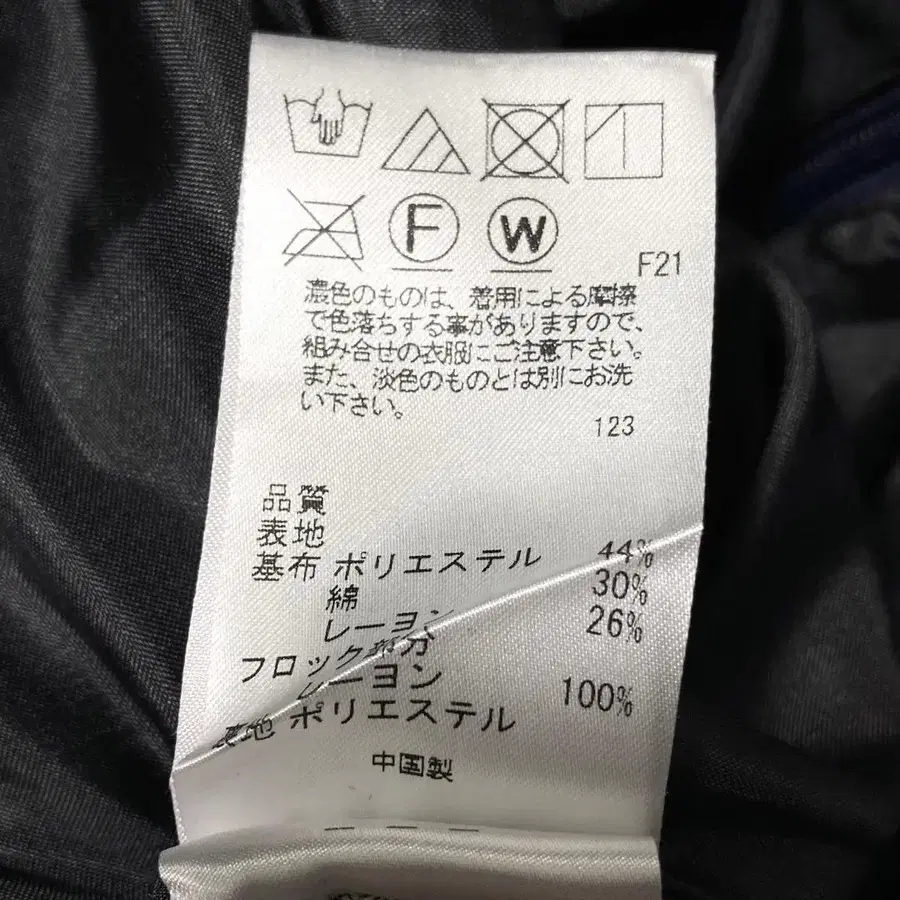 F
W
F21
濃色のものは、着用による摩擦
で色落ちする事がありますので、
組み合せの衣服にご注意下さい。
また、淡色のものとは別にお洗
い下さい。
123
品質
表地
基布 ポリエステル 44%
綿 30%
レーヨン 26%
フロック部分
レーヨン
裏地 ポリエステル 100%
中国製